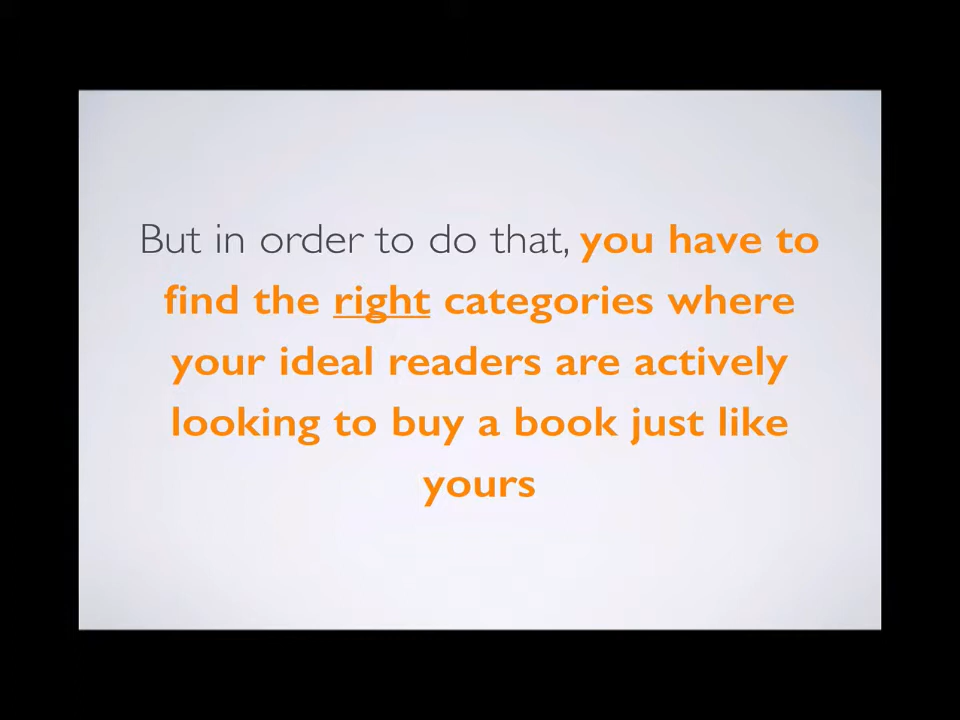 But in order to do that, you have to
find the right categories where
your ideal readers are actively
looking to buy a book just like
yours